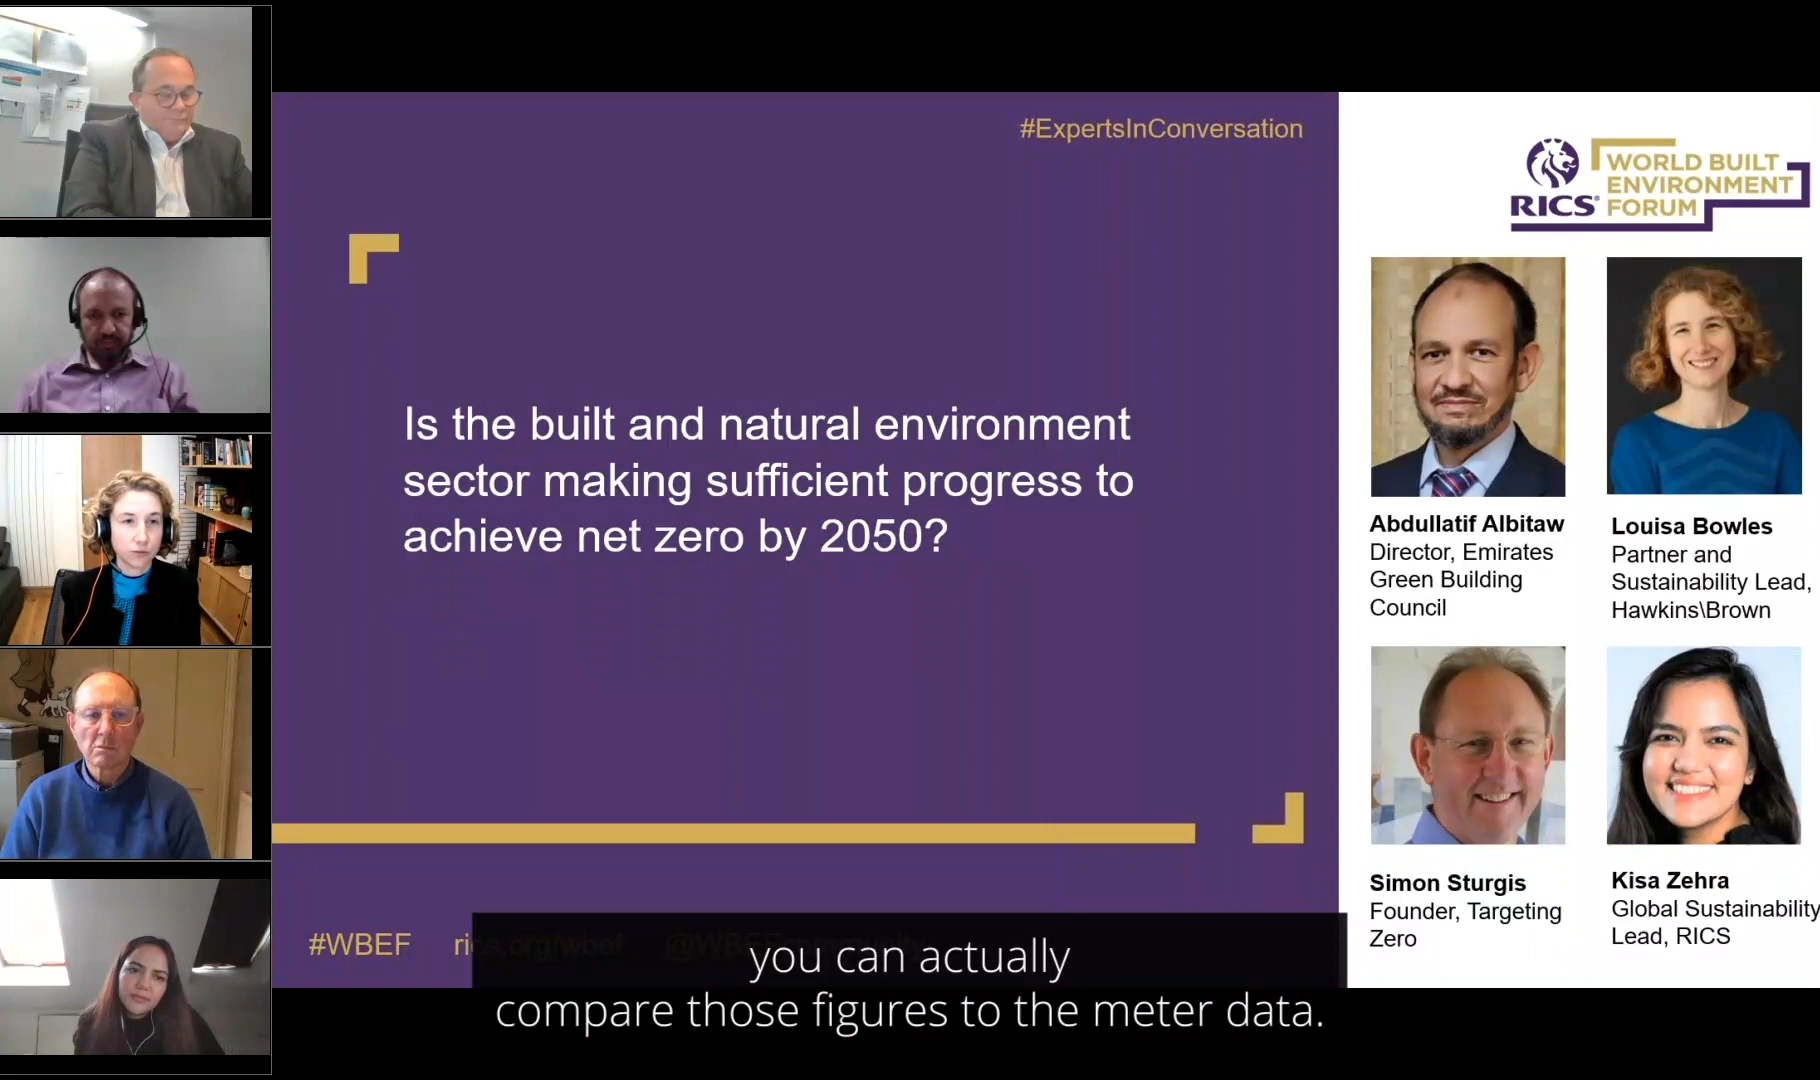 #ExpertsInConversation
Is the built and natural environment
sector making sufficient progress to
achieve net zero by 2050?
#WBEF rics.org/wbef
RICS®
WORLD BUILT
ENVIRONMENT
FORUM
Abdullatif Albitaw
Director, Emirates
Green Building
Council
Louisa Bowles
Partner and
Sustainability Lead,
Hawkins\Brown
Simon Sturgis
Founder, Targeting
Zero
Kisa Zehra
Global Sustainability
Lead, RICS
you can actually
compare those figures to the meter data.